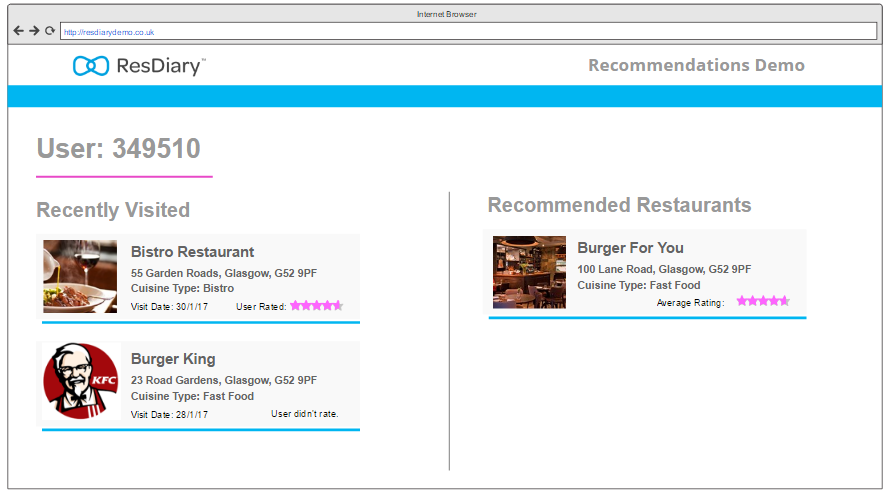 Internet Browser
http://resdiarydemo.co.uk
ResDiary™
Recommendations Demo
User: 349510
Recently Visited
Bistro Restaurant
55 Garden Roads, Glasgow, G52 9PF
Cuisine Type: Bistro
Visit Date: 30/1/17 User Rated:
KFC
Burger King
23 Road Gardens, Glasgow, G52 9PF
Cuisine Type: Fast Food
Visit Date: 28/1/17 User didn't rate.
Recommended Restaurants
Burger For You
100 Lane Road, Glasgow, G52 9PF
Cuisine Type: Fast Food
Average Rating: